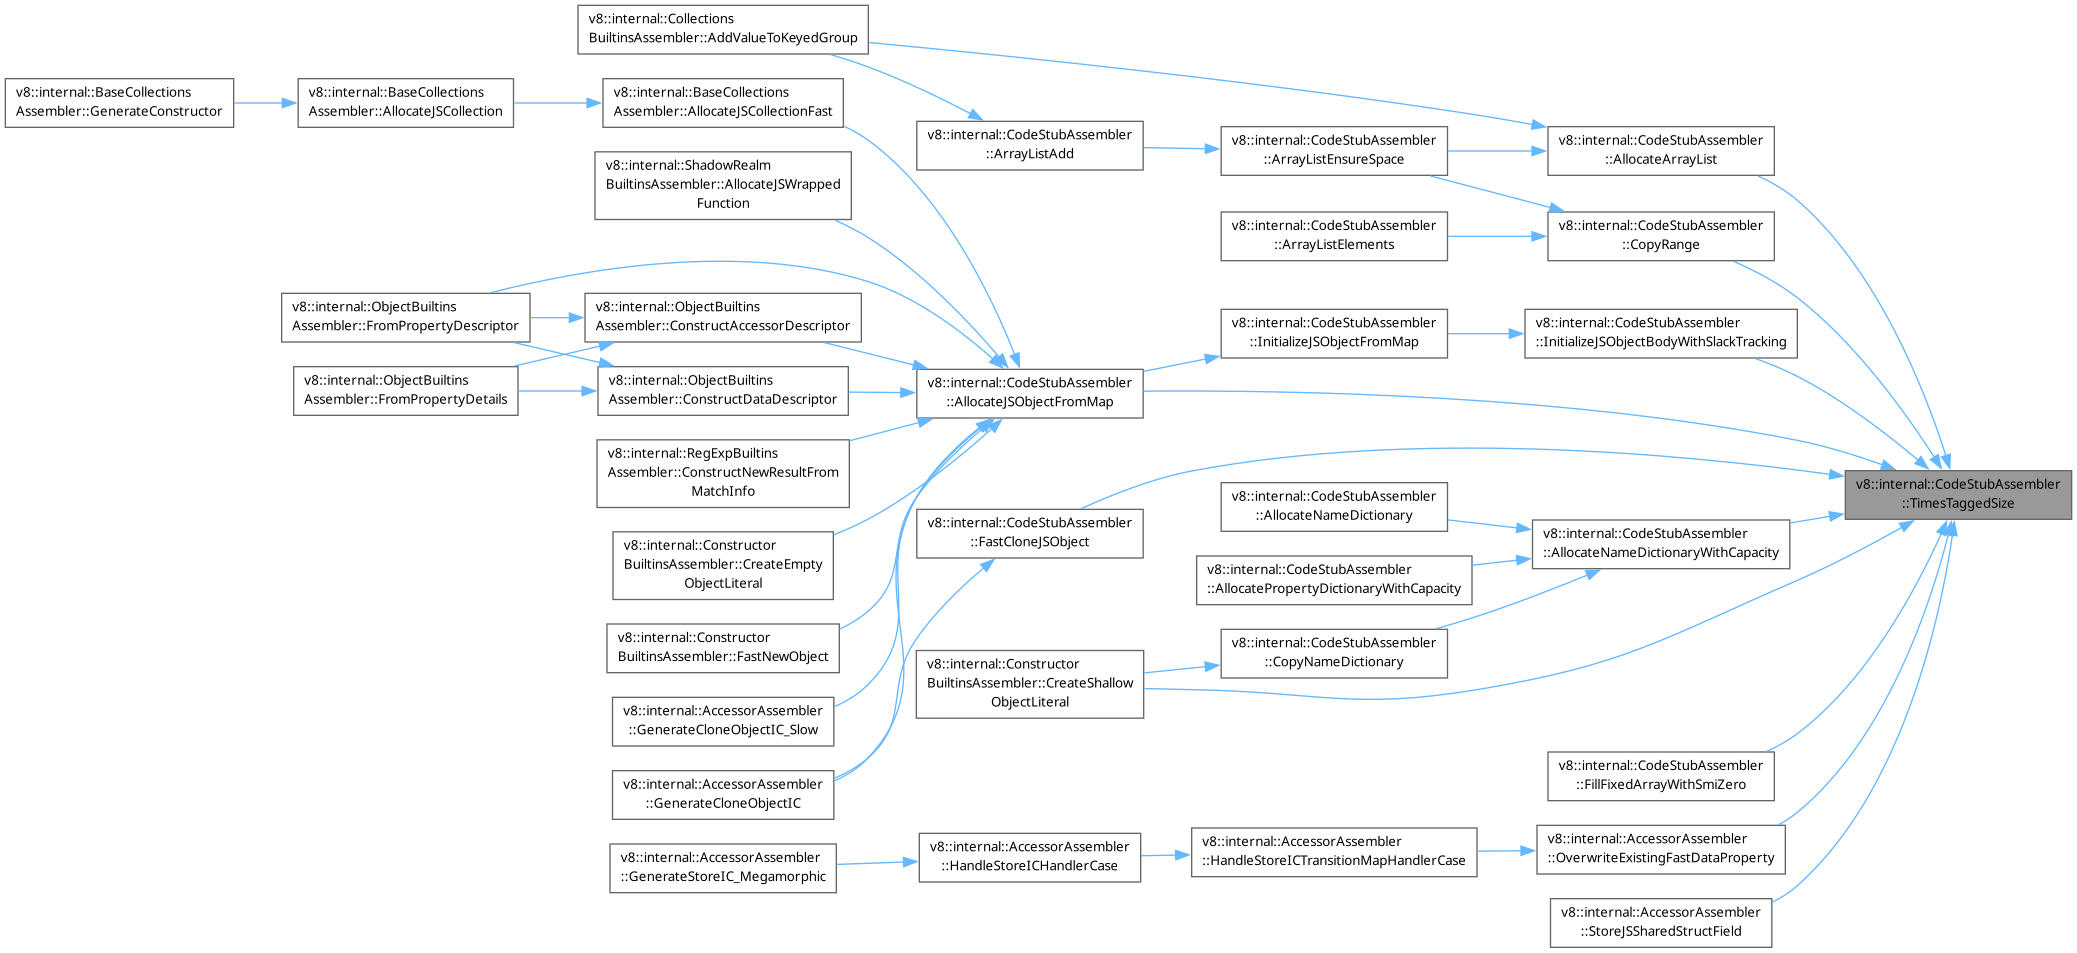 v8::internal::Collections
BuiltinsAssembler::AddValueToKeyedGroup
v8::internal::BaseCollections
Assembler::GenerateConstructor
v8::internal::BaseCollections
Assembler::AllocateJSCollection
v8::internal::BaseCollections
Assembler::AllocateJSCollectionFast
v8::internal::CodeStubAssembler
::ArrayListAdd
v8::internal::CodeStubAssembler
::ArrayListEnsureSpace
v8::internal::CodeStubAssembler
::AllocateArrayList
v8::internal::ShadowRealm
BuiltinsAssembler::AllocateJSWrapped
Function
v8::internal::CodeStubAssembler
::ArrayListElements
v8::internal::CodeStubAssembler
::CopyRange
v8::internal::ObjectBuiltins
Assembler::FromPropertyDescriptor
v8::internal::ObjectBuiltins
Assembler::ConstructAccessorDescriptor
v8::internal::CodeStubAssembler
::InitializeJSObjectFromMap
v8::internal::CodeStubAssembler
::InitializeJSObjectBodyWithSlackTracking
v8::internal::ObjectBuiltins
Assembler::FromPropertyDetails
v8::internal::ObjectBuiltins
Assembler::ConstructDataDescriptor
v8::internal::CodeStubAssembler
::AllocateJSObjectFromMap
v8::internal::RegExpBuiltins
Assembler::ConstructNewResultFrom
MatchInfo
v8::internal::CodeStubAssembler
::TimesTaggedSize
v8::internal::CodeStubAssembler
::AllocateNameDictionary
v8::internal::CodeStubAssembler
::FastCloneJSObject
v8::internal::CodeStubAssembler
::AllocateNameDictionaryWithCapacity
v8::internal::Constructor
BuiltinsAssembler::CreateEmpty
ObjectLiteral
v8::internal::CodeStubAssembler
::AllocatePropertyDictionaryWithCapacity
v8::internal::Constructor
BuiltinsAssembler::FastNewObject
v8::internal::Constructor
BuiltinsAssembler::CreateShallow
ObjectLiteral
v8::internal::CodeStubAssembler
::CopyNameDictionary
v8::internal::AccessorAssembler
::GenerateCloneObjectIC_Slow
v8::internal::CodeStubAssembler
::FillFixedArrayWithSmiZero
v8::internal::AccessorAssembler
::GenerateCloneObjectIC
v8::internal::AccessorAssembler
::GenerateStoreIC_Megamorphic
v8::internal::AccessorAssembler
::HandleStoreICHandlerCase
v8::internal::AccessorAssembler
::HandleStoreICTransitionMapHandlerCase
v8::internal::AccessorAssembler
::OverwriteExistingFastDataProperty
v8::internal::AccessorAssembler
::StoreJSSharedStructField